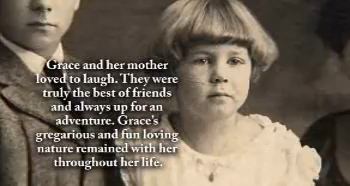 Grace and her mother
loved to laugh. They were
truly the best of friends
and always up for an
adventure. Grace's
gregarious and fun loving
nature remained with her
throughout her life.